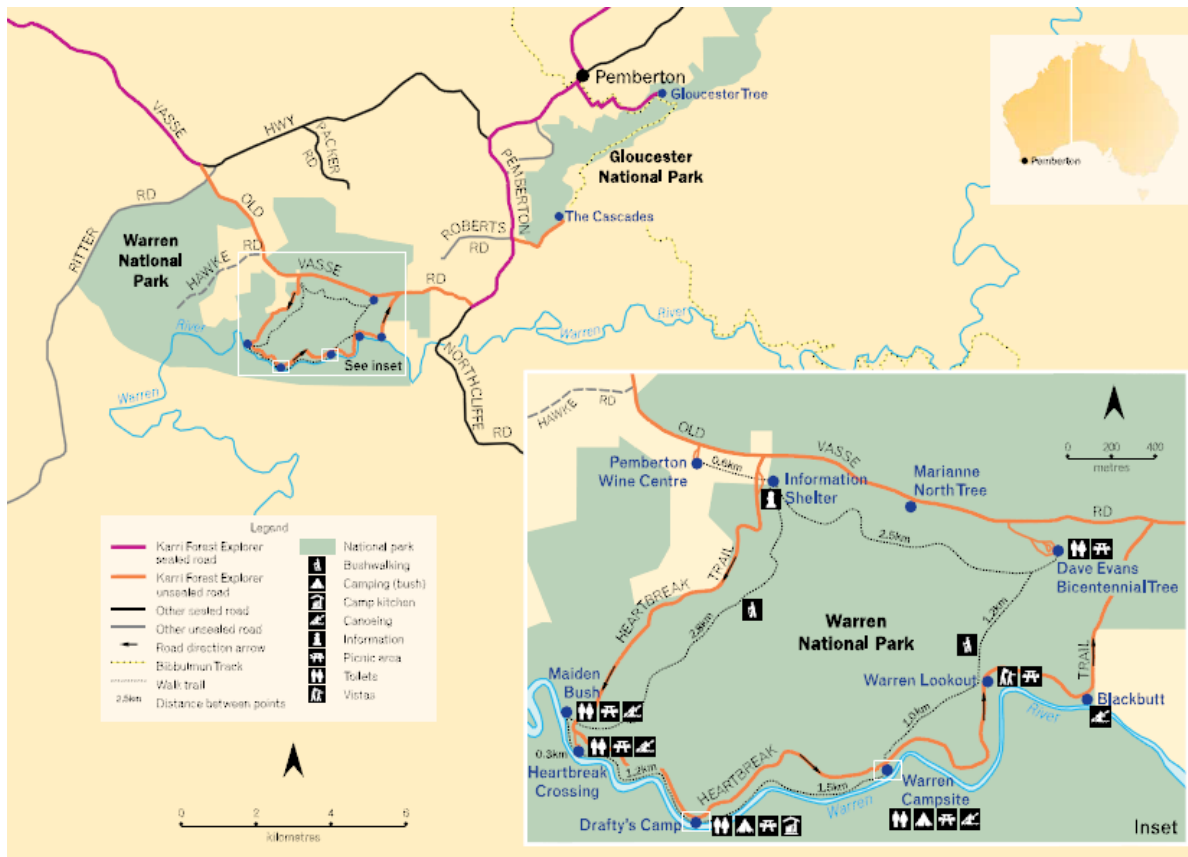 Pemberton
Gloucester Tree
VASSE
HWY
PACKER
RD
PEMBERTON
Gloucester
National Park
Pemberton
RD
OLD
RITTER
Warren
National
Park
HAWKE
RD
VASSE
RD
ROBERTS
RD
The Cascades
River
Warren
See inset
Warren
River
NORTHCLIFFE
RD
Legend
Karri Forest Explorer
sealed road
Karri Forest Explorer
unsealed road
Other sealed road
Other unsealed road
Road direction arrow
Bibbulmun Track
Walk trail
2.5km
Distance between points
National park
Bushwalking
Camping (bush)
Camp kitchen
Canoeing
Information
Picnic area
Toilets
Vistas
0 2 4 6
kilometres
HAWKE
RD
OLD
VASSE
RD
0 200 400
metres
Pemberton
Wine Centre
0.6km
Information
Shelter
Marianne
North Tree
2.5km
Dave Evans
Bicentennial Tree
HEARTBREAK
TRAIL
2.8km
1.2km
Warren
National Park
Maiden
Bush
Warren Lookout
TRAIL
Blackbutt
River
1.0km
0.3km
Heartbreak
Crossing
1.2km
HEARTBREAK
1.5km
Warren
Warren
Campsite
Drafty's Camp
Inset